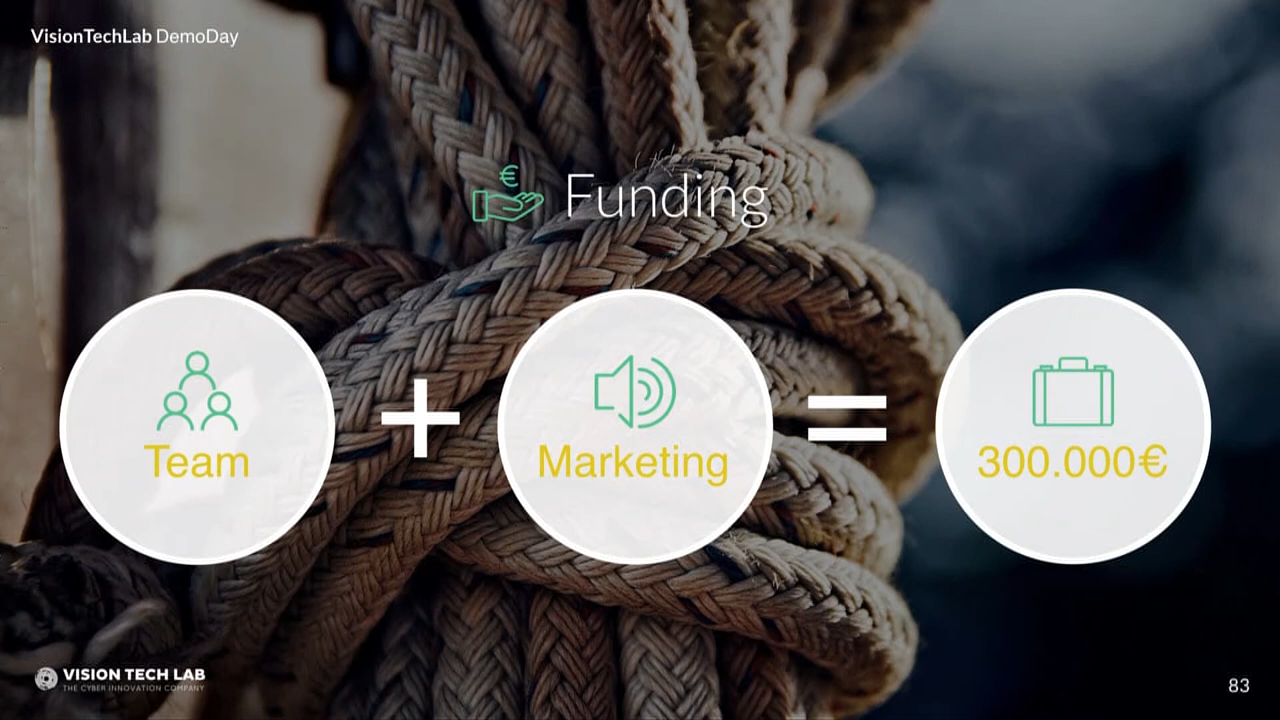 VisionTechLab DemoDay
€ Funding
Team + Marketing = 300.000€
VISION TECH LAB
THE CYBER INNOVATION COMPANY
83